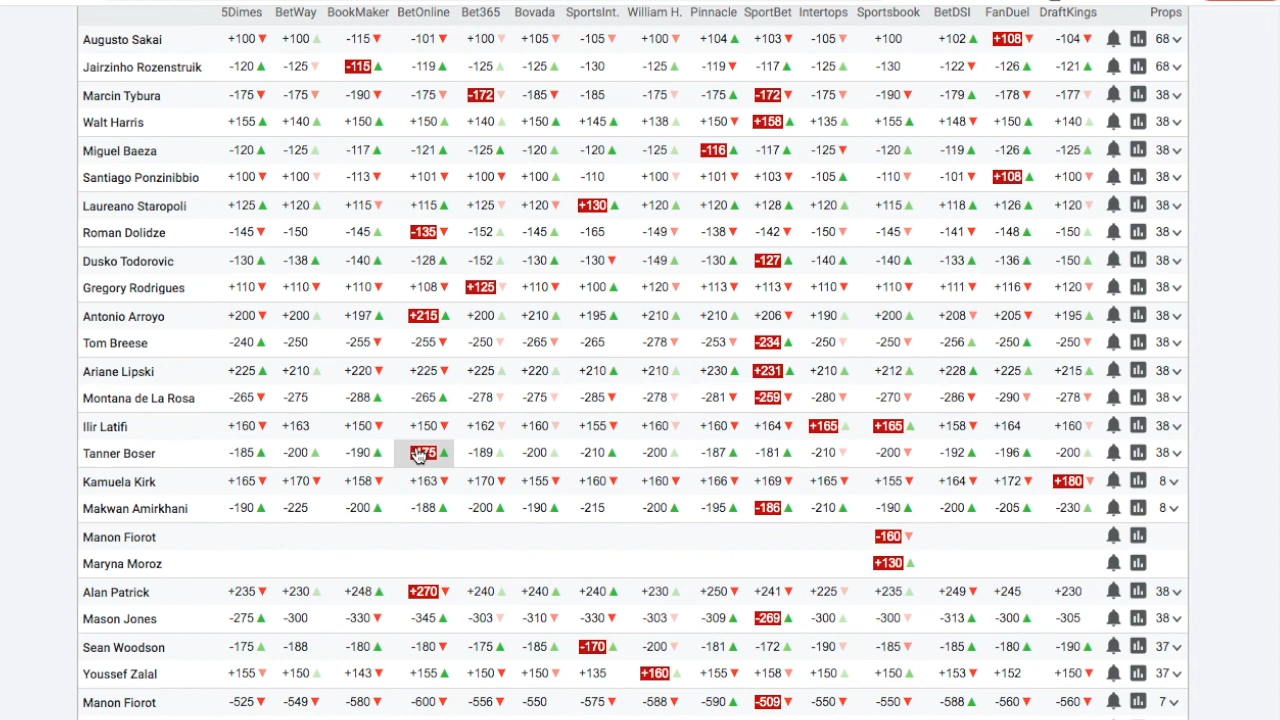 5Dimes BetWay BookMaker BetOnline Bet365 Bovada SportsInt. William H. Pinnacle SportBet Intertops Sportsbook BetDSI FanDuel DraftKings Props
Augusto Sakai +100 +100 -115 -101 +100 +105 -105 +100 +104 +103 -105 +100 +102 +108 -104 68
Jairzinho Rozenstruik -120 -125 -115 119 -125 -125 -130 -125 -119 -117 -125 -130 -122 -126 -121 68
Marcin Tybura -175 -175 -190 175 -172 -185 -185 -175 -175 -172 -175 -190 -179 -178 -177 38
Walt Harris +155 +140 +150 150 +140 +150 +145 +138 +150 +158 +135 +155 +148 +150 +140 38
Miguel Baeza -120 -125 -117 121 -125 -120 -120 -125 -116 -117 -125 -120 -119 -126 -125 38
Santiago Ponzinibbio +100 +100 -113 -101 +100 +100 -110 +100 +101 +103 -105 -110 -101 +108 +100 38
Laureano Staropoli +125 +120 +115 115 +125 +120 +130 +120 +120 +128 +120 +115 +118 +126 +120 38
Roman Dolidze -145 -150 -145 -135 -152 -145 -165 -149 -138 -142 -150 -145 -141 -148 -150 38
Dusko Todorovic -130 -138 -140 128 -152 -130 -130 -149 130 -127 -140 -140 -133 -136 -150 38
Gregory Rodrigues +110 +110 +110 108 +125 +110 +100 +120 +113 +113 +110 +110 +111 +116 +120 38
Antonio Arroyo +200 +200 +197 +215 +200 +210 +195 +210 +210 +206 +190 +200 +208 +205 +195 38
Tom Breese -240 -250 -255 255 -250 -265 -265 -278 -253 -234 -250 -250 -256 -250 -250 38
Ariane Lipski +225 +210 +220 225 +225 +220 +210 +210 +230 +231 +210 +212 +228 +225 +215 38
Montana de La Rosa -265 -275 -288 265 -278 -275 -285 -278 -281 -259 -280 -270 -286 -290 -278 38
Ilir Latifi +160 +163 +150 150 +162 +160 +155 +160 +160 +164 +165 +165 +158 +164 +160 38
Tanner Boser -185 -200 -190 -189 -200 -210 -200 187 -181 -210 -200 -192 -196 -200 38
Kamuela Kirk +165 +170 +158 163 +170 +155 +160 +160 +166 +169 +165 +155 +164 +172 +180 8
Makwan Amirkhani -190 -225 -200 188 -200 -190 -215 -200 195 -186 -210 -190 -200 -205 -230 8
Manon Fiorot -160
Maryna Moroz +130
Alan Patrick +235 +230 +248 +270 +240 +240 +240 +230 +250 +241 +225 +235 +249 +245 +230 38
Mason Jones -275 -300 -330 345 -303 310 -330 -303 309 -269 -300 -300 -313 -300 -305 38
Sean Woodson -175 -188 -180 -175 -185 -170 -200 181 -172 -190 -185 -185 -180 -190 37
Youssef Zalal +155 +150 +143 155 +150 +150 +135 +160 155 +158 +150 +150 +153 +152 +150 37
Manon Fiorot -525 -549 -580 600 -556 -550 -575 -588 590 -509 -550 550 -588 -560 -560 7